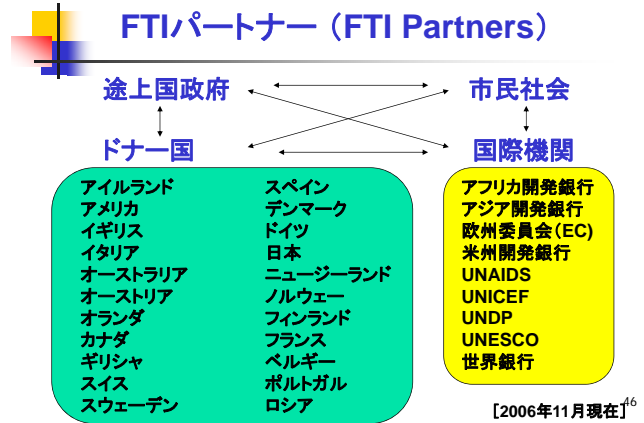 FTIパートナー（FTI Partners）
途上国政府
市民社会
ドナー国
国際機関
アイルランド
アメリカ
イギリス
イタリア
オーストラリア
オーストリア
オランダ
カナダ
ギリシャ
スイス
スウェーデン
スペイン
デンマーク
ドイツ
日本
ニュージーランド
ノルウェー
フィンランド
フランス
ベルギー
ポルトガル
ロシア
アフリカ開発銀行
アジア開発銀行
欧州委員会（EC)
米州開発銀行
UNAIDS
UNICEF
UNDP
UNESCO
世界銀行
［2006年11月現在］
46